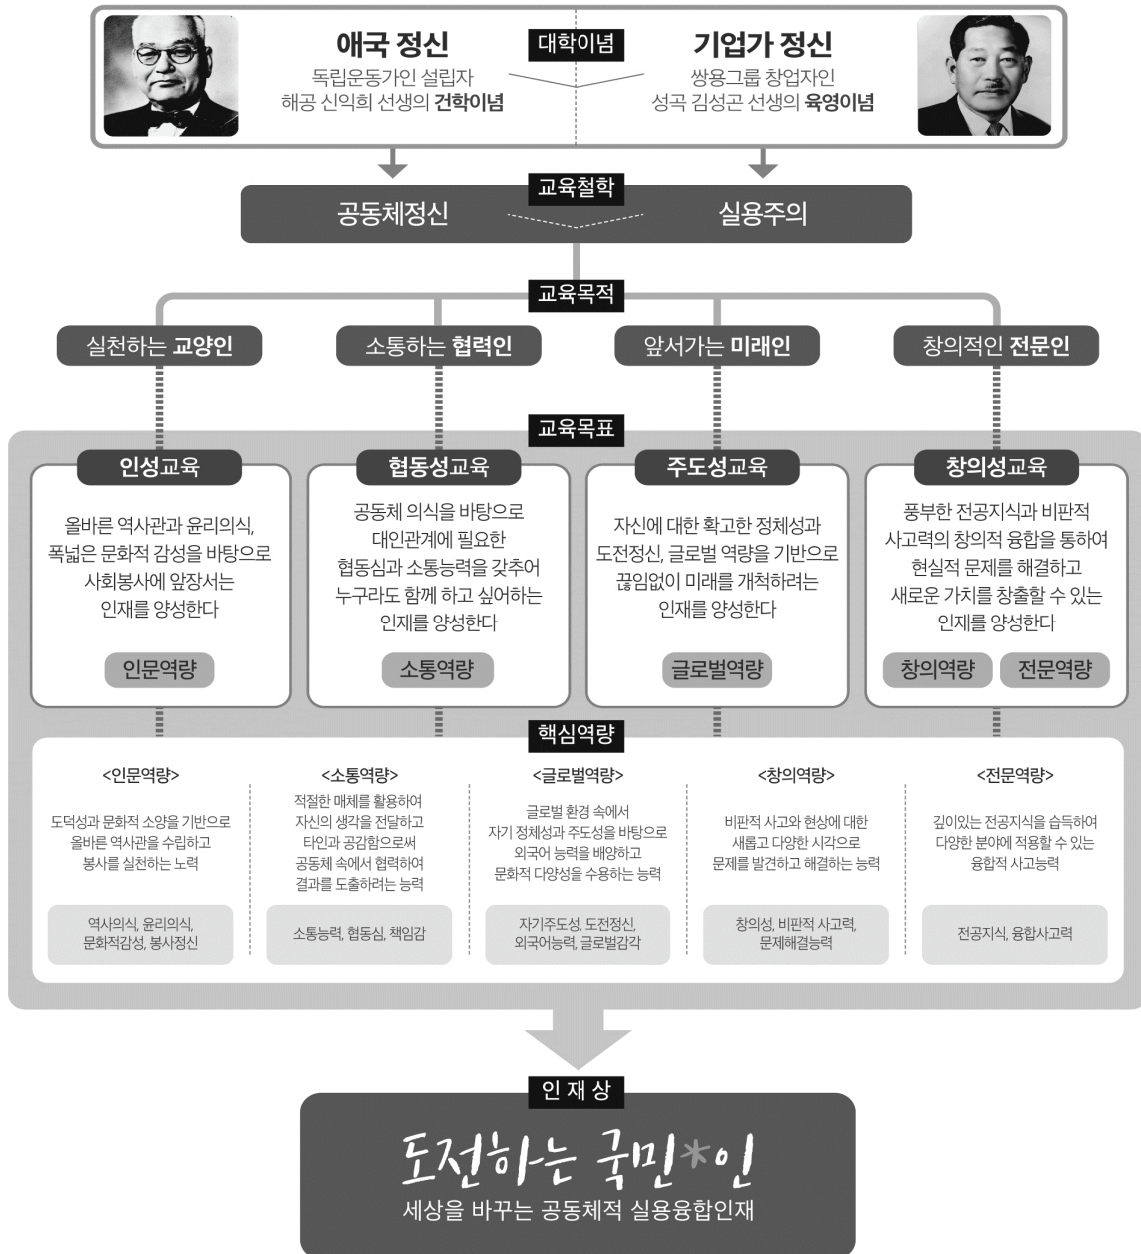 대학이념
애국 정신
독립운동가인 설립자
해공 신익희 선생의 건학이념
기업가 정신
쌍용그룹 창업자인
성곡 김성곤 선생의 육영이념
교육철학
공동체정신
실용주의
교육목적
실천하는 교양인
소통하는 협력인
앞서가는 미래인
창의적인 전문인
교육목표
인성교육
올바른 역사관과 윤리의식,
폭넓은 문화적 감성을 바탕으로
사회봉사에 앞장서는
인재를 양성한다
인문역량
협동성교육
공동체 의식을 바탕으로
대인관계에 필요한
협동심과 소통능력을 갖추어
누구라도 함께 하고 싶어하는
인재를 양성한다
소통역량
주도성교육
자신에 대한 확고한 정체성과
도전정신, 글로벌 역량을 기반으로
끊임없이 미래를 개척하려는
인재를 양성한다
글로벌역량
창의성교육
풍부한 전공지식과 비판적
사고력의 창의적 융합을 통하여
현실적 문제를 해결하고
새로운 가치를 창출할 수 있는
인재를 양성한다
창의역량
전문역량
핵심역량
<인문역량>
도덕성과 문화적 소양을 기반으로
올바른 역사관을 수립하고
봉사를 실천하는 노력
역사의식, 윤리의식,
문화적감성, 봉사정신
<소통역량>
적절한 매체를 활용하여
자신의 생각을 전달하고
타인과 공감함으로써
공동체 속에서 협력하여
결과를 도출하려는 능력
소통능력, 협동심, 책임감
<글로벌역량>
글로벌 환경 속에서
자기 정체성과 주도성을 바탕으로
외국어 능력을 배양하고
문화적 다양성을 수용하는 능력
자기주도성, 도전정신,
외국어능력, 글로벌감각
<창의역량>
비판적 사고와 현상에 대한
새롭고 다양한 시각으로
문제를 발견하고 해결하는 능력
창의성, 비판적 사고력,
문제해결능력
<전문역량>
깊이있는 전공지식을 습득하여
다양한 분야에 적용할 수 있는
융합적 사고능력
전공지식, 융합사고력
인 재 상
도전하는 국민*인
세상을 바꾸는 공동체적 실용융합인재